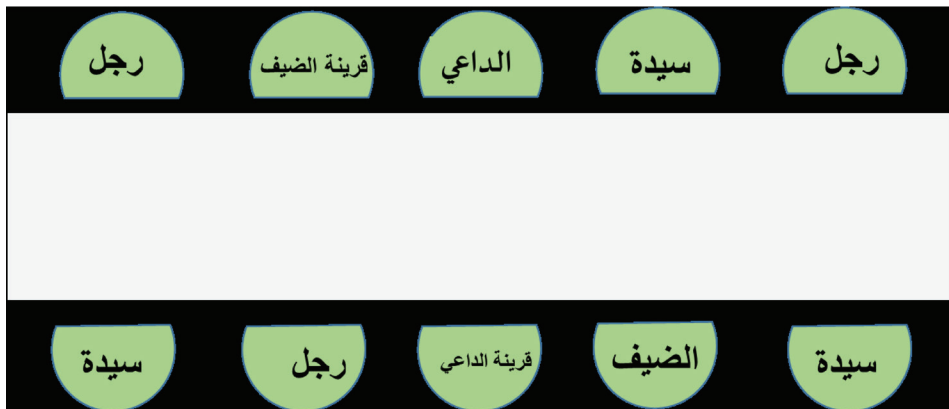 رجل
سيدة
الداعي
قرينة الضيف
رجل
سيدة
الضيف
قرينة الداعي
رجل
سيدة